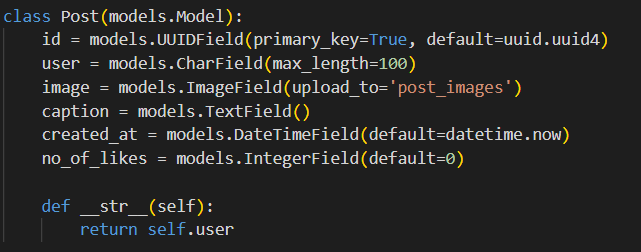 class Post(models.Model):
    id = models.UUIDField(primary_key=True, default=uuid.uuid4)
    user = models.CharField(max_length=100)
    image = models.ImageField(upload_to='post_images')
    caption = models.TextField()
    created_at = models.DateTimeField(default=datetime.now)
    no_of_likes = models.IntegerField(default=0)

    def __str__(self):
        return self.user